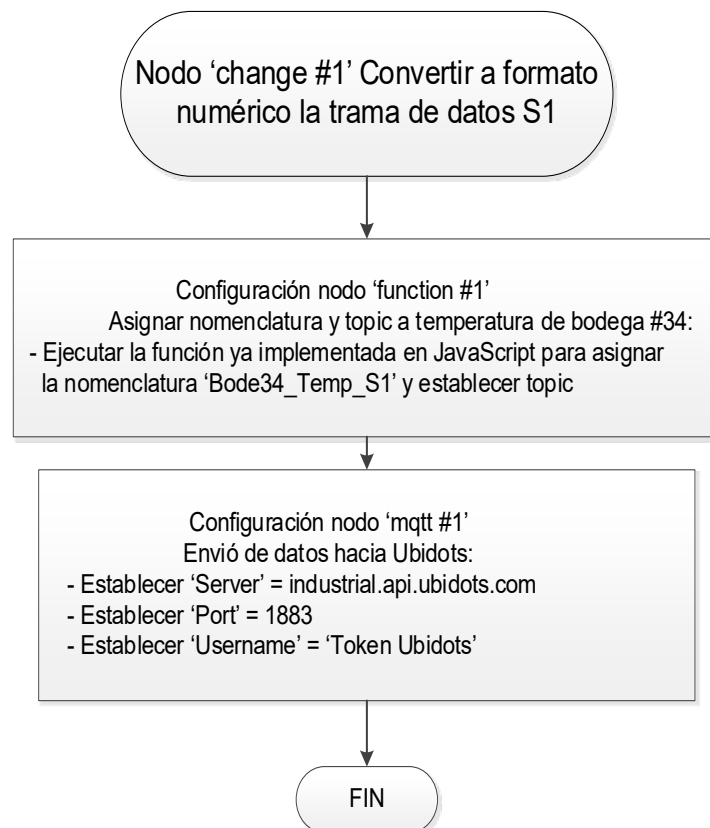 Nodo ‘change #1’ Convertir a formato
numérico la trama de datos S1
Configuración nodo ‘function #1’
Asignar nomenclatura y topic a temperatura de bodega #34:
- Ejecutar la función ya implementada en JavaScript para asignar
la nomenclatura ‘Bode34_Temp_S1’ y establecer topic
Configuración nodo ‘mqtt #1’
Envió de datos hacia Ubidots:
- Establecer ‘Server’ = industrial.api.ubidots.com
- Establecer ‘Port’ = 1883
- Establecer ‘Username’ = ‘Token Ubidots’
FIN